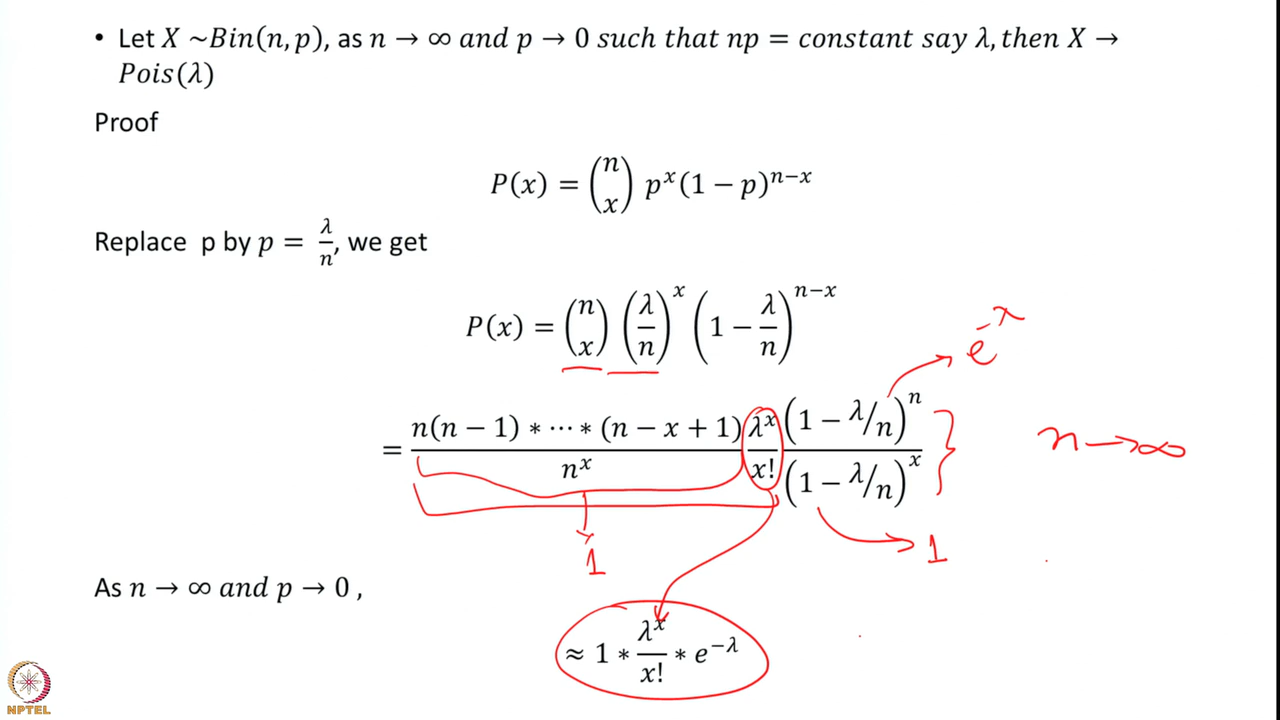 • Let X ~Bin(n, p), as n → ∞ and p → 0 such that np = constant say λ, then X →
Pois(λ)
Proof
P(x) = (n x) p^x (1 − p)^{n−x}
Replace p by p = λ/n, we get
P(x) = (n x) (λ/n)^x (1 − λ/n)^{n−x}
e^{-λ}
= n(n − 1) * ⋯ * (n − x + 1)/n^x λ^x/x! (1 − λ/n)^n/(1 − λ/n)^x
n → ∞
1
1
As n → ∞ and p → 0 ,
≈ 1 * λ^x/x! * e^{−λ}
NPTEL